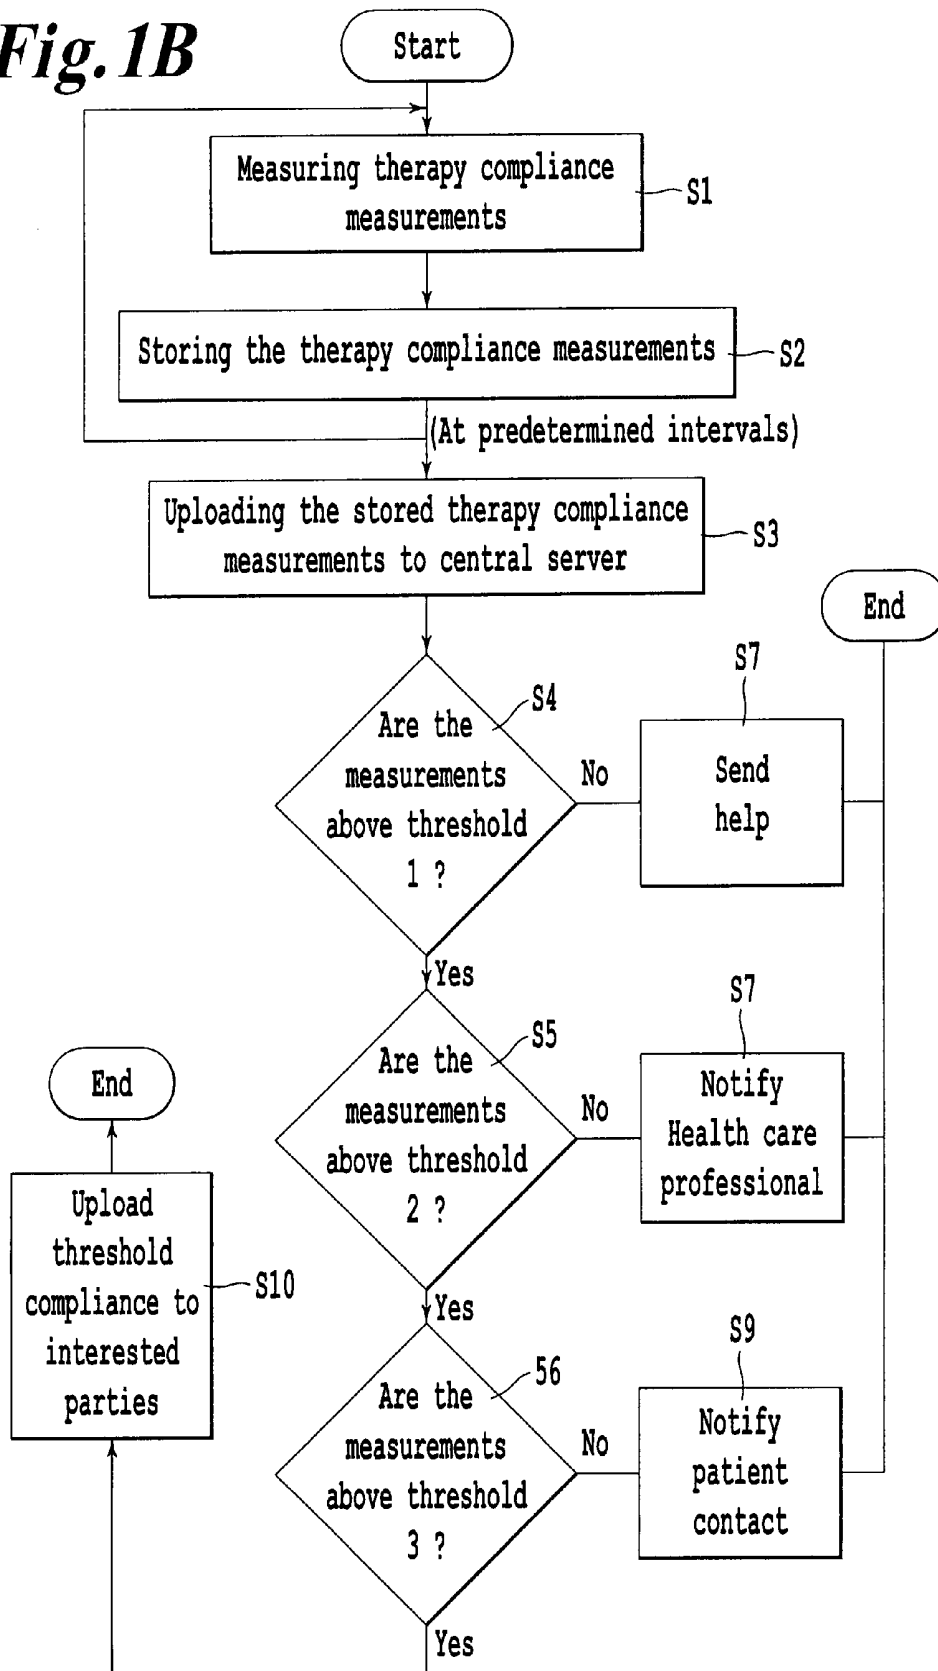 Fig. 1B
Start
Measuring therapy compliance
measurements
S1
Storing the therapy compliance measurements
S2
(At predetermined intervals)
Uploading the stored therapy compliance
measurements to central server
S3
End
S4
Are the
measurements
above threshold
1 ?
No
S7
Send
help
Yes
S5
Are the
measurements
above threshold
2 ?
No
S7
Notify
Health care
professional
Yes
56
Are the
measurements
above threshold
3 ?
No
S9
Notify
patient
contact
Yes
End
Upload
threshold
compliance to
interested
parties
S10